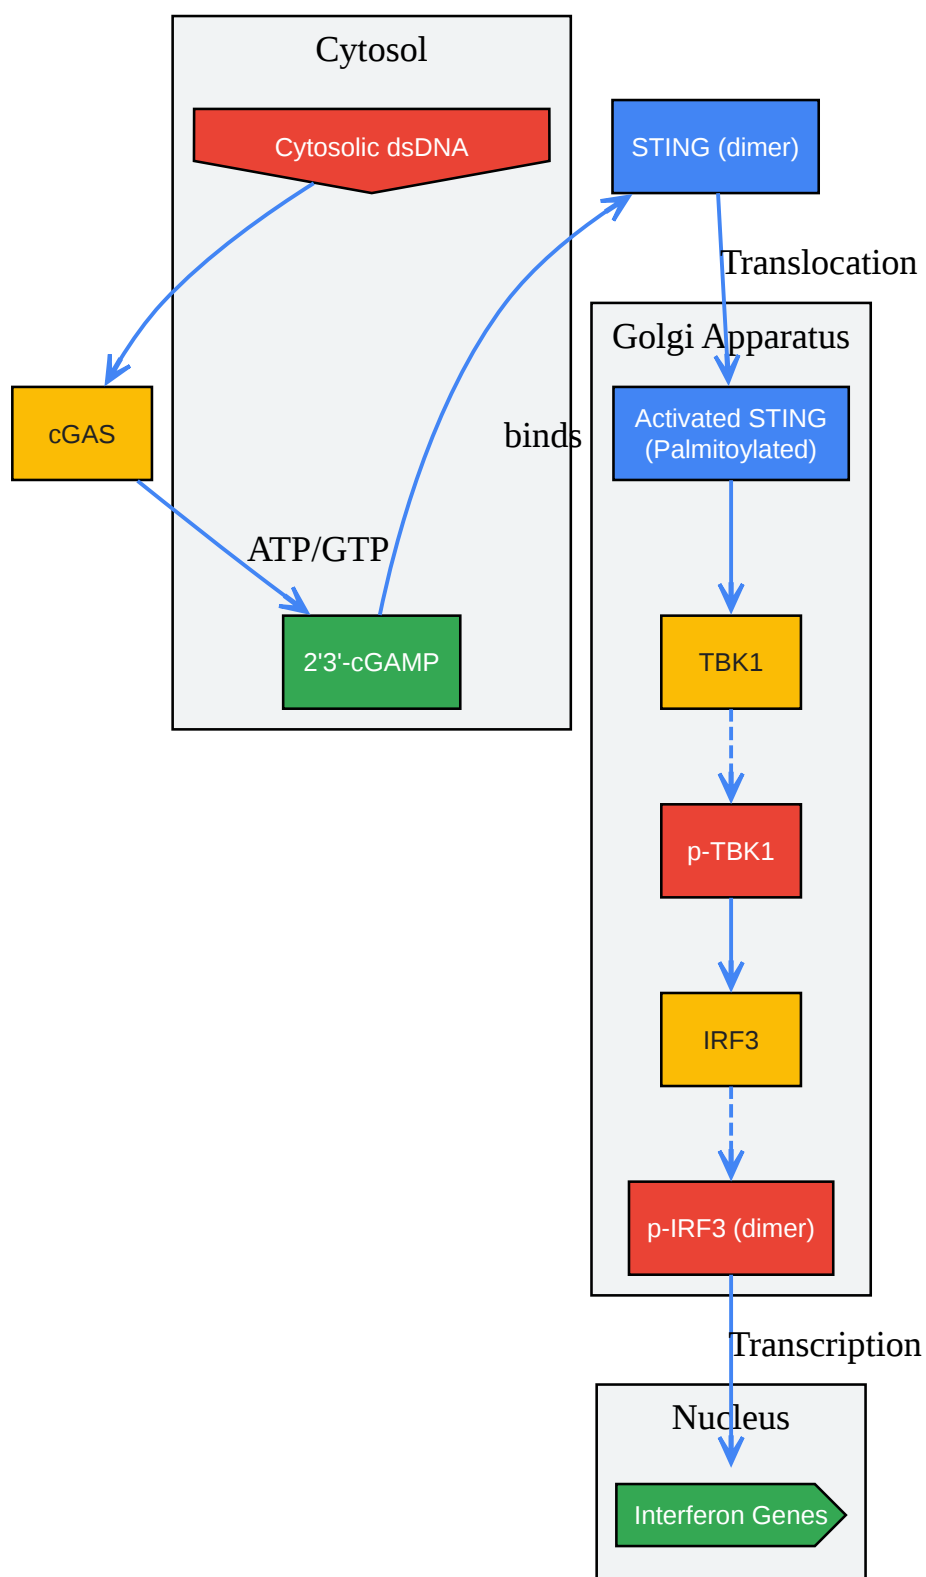 Cytosol
Cytosolic dsDNA
STING (dimer)
Translocation
Golgi Apparatus
cGAS
Activated STING
(Palmitoylated)
binds
ATP/GTP
2'3'-cGAMP
TBK1
p-TBK1
IRF3
p-IRF3 (dimer)
Transcription
Nucleus
Interferon Genes